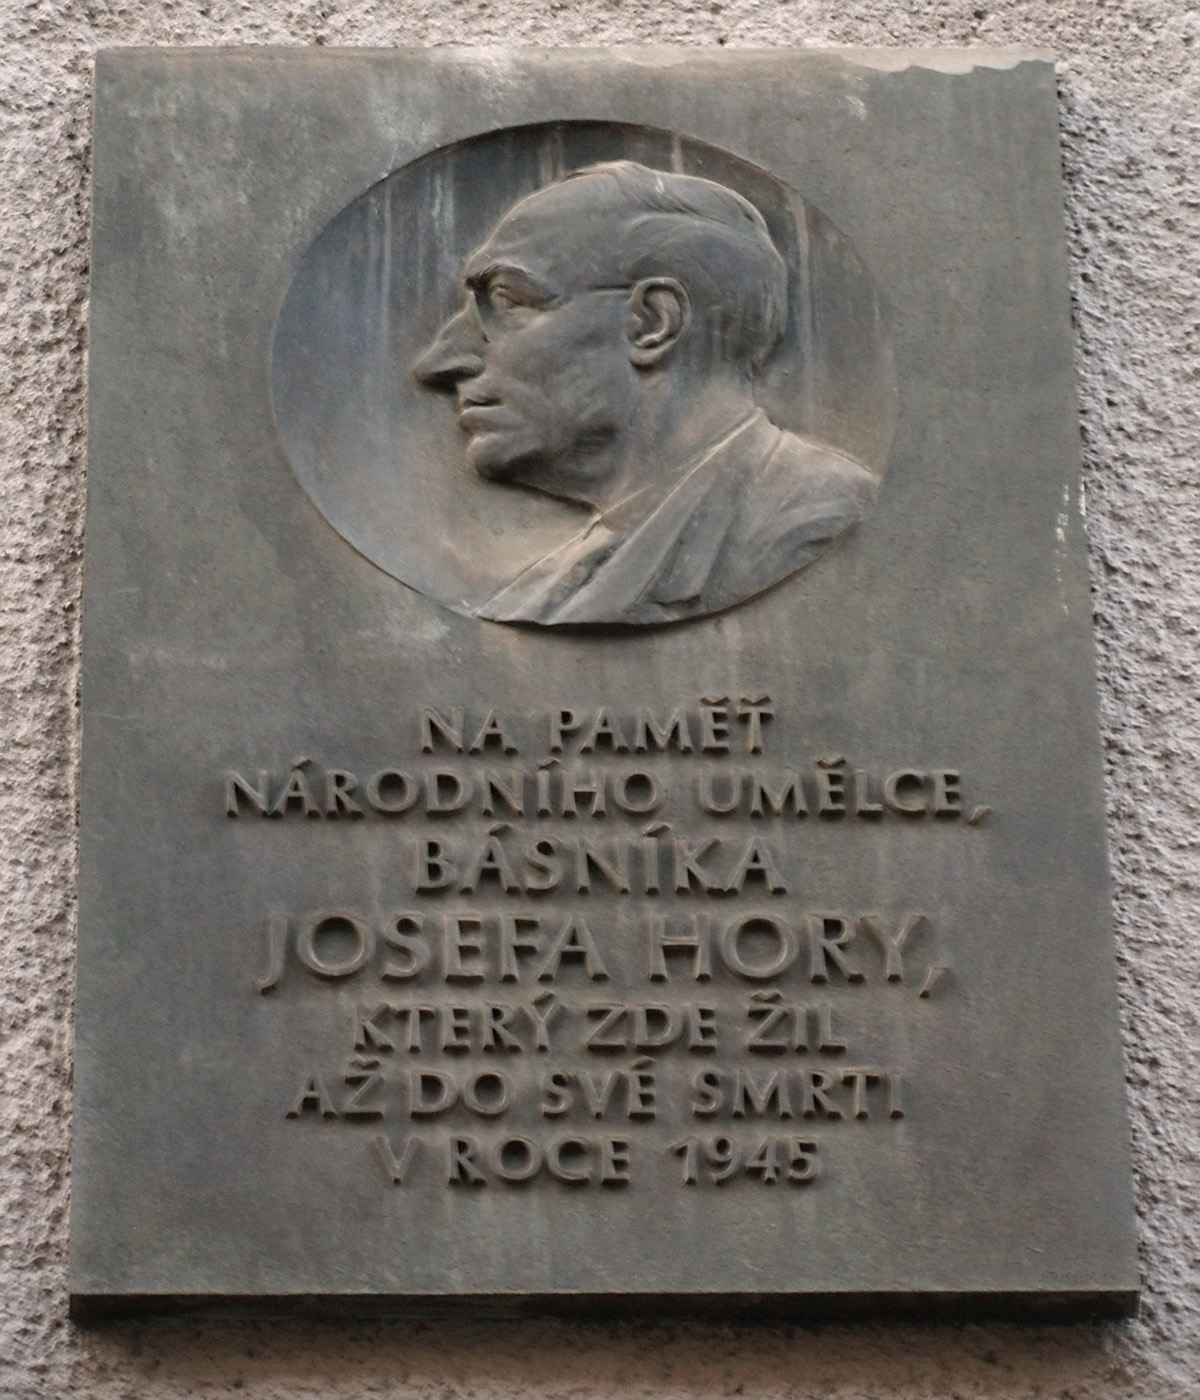 NA PAMĚŤ
NÁRODNÍHO UMĚLCE,
BÁSNÍKA
JOSEFA HORY,
KTERÝ ZDE ŽIL
AŽ DO SVÉ SMRTI
V ROCE 1945